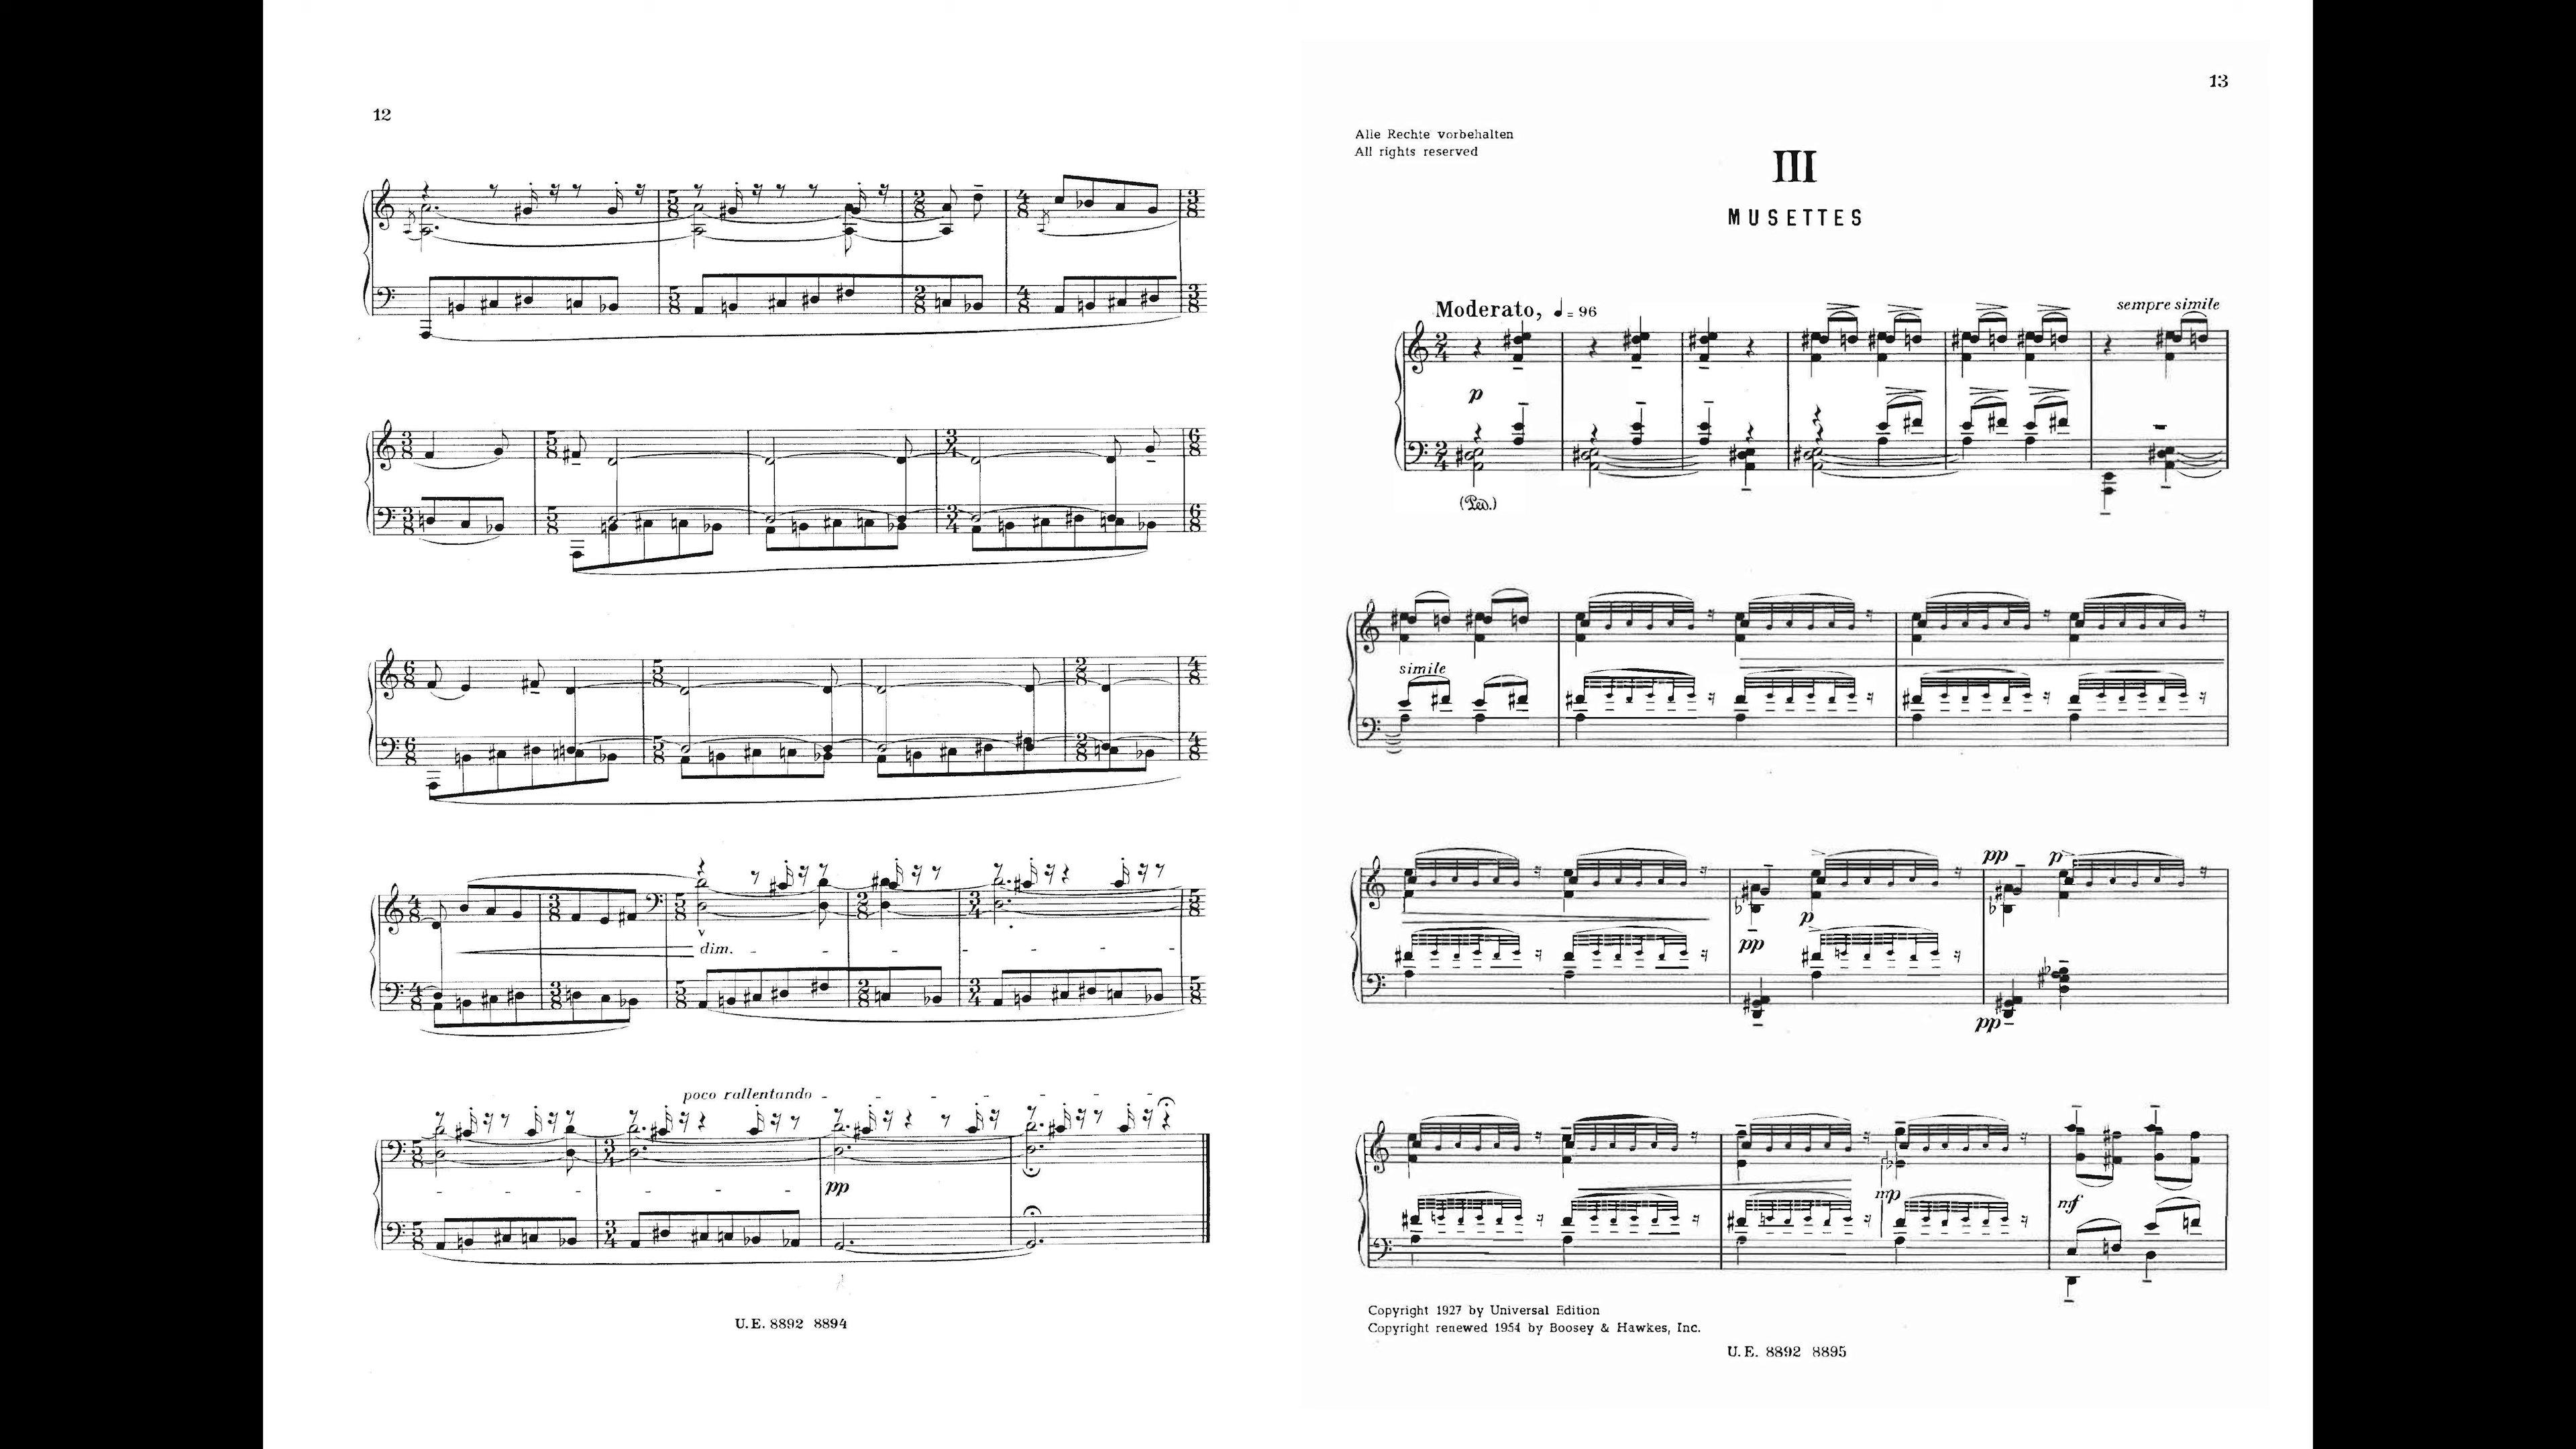 12
poco rallentando
dim.
pp
U.E. 8892 8894
13
Alle Rechte vorbehalten
All rights reserved
III
MUSETTES
Moderato, ♩= 96
sempre simile
p
(Ped.)
simile
pp
p
p
pp
pp
mp
mf
Copyright 1927 by Universal Edition
Copyright renewed 1954 by Boosey & Hawkes, Inc.
U.E. 8892 8895